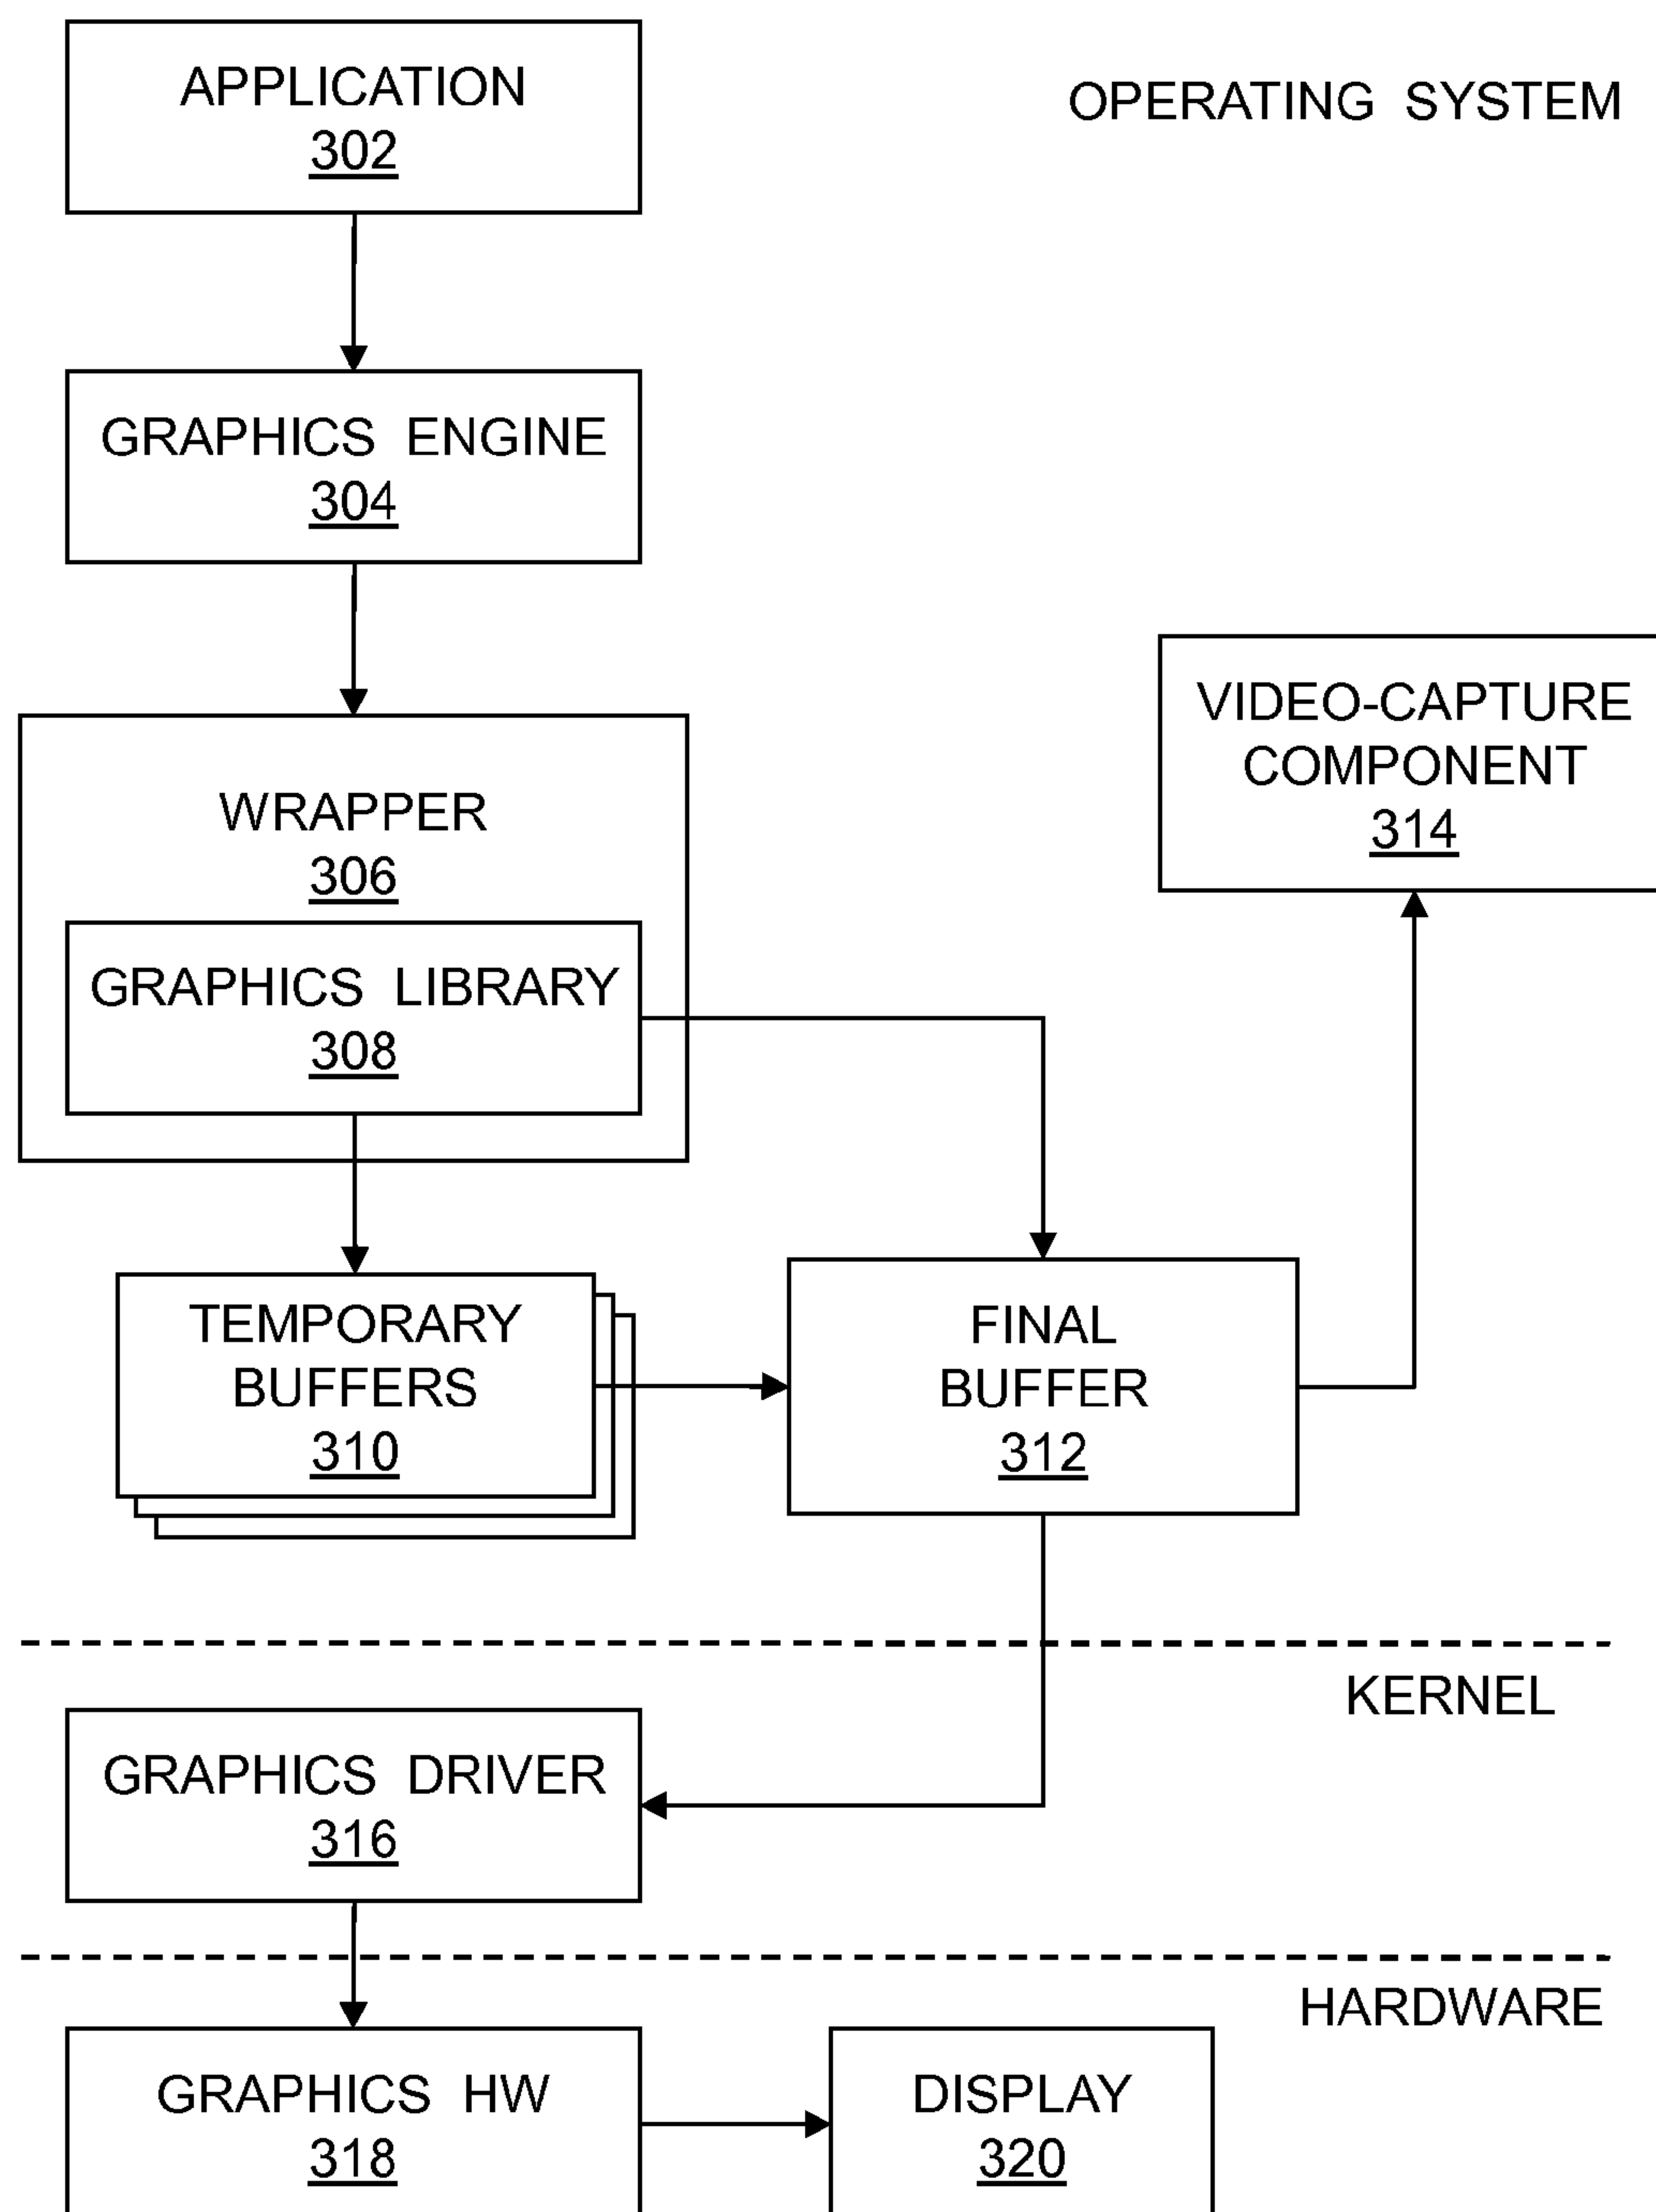 APPLICATION
302
OPERATING SYSTEM
GRAPHICS ENGINE
304
VIDEO-CAPTURE
COMPONENT
314
WRAPPER
306
GRAPHICS LIBRARY
308
TEMPORARY
BUFFERS
310
FINAL
BUFFER
312
KERNEL
GRAPHICS DRIVER
316
HARDWARE
GRAPHICS HW
318
DISPLAY
320